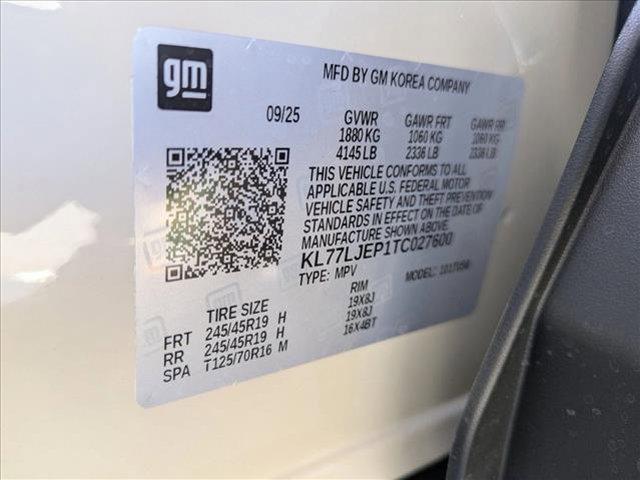 gm
MFD BY GM KOREA COMPANY
09/25
GVWR GAWR FRT GAWR RR
1880 KG 1060 KG 1060 KG
4145 LB 2336 LB 2336 LB
THIS VEHICLE CONFORMS TO ALL
APPLICABLE U.S. FEDERAL MOTOR
VEHICLE SAFETY AND THEFT PREVENTION
STANDARDS IN EFFECT ON THE DATE OF
MANUFACTURE SHOWN ABOVE.
KL77LJEP1TC027600
TYPE: MPV MODEL:
TIRE SIZE RIM
FRT 245/45R19 H 19X8J
RR 245/45R19 H 19X8J
SPA T125/70R16 M 16X4BT